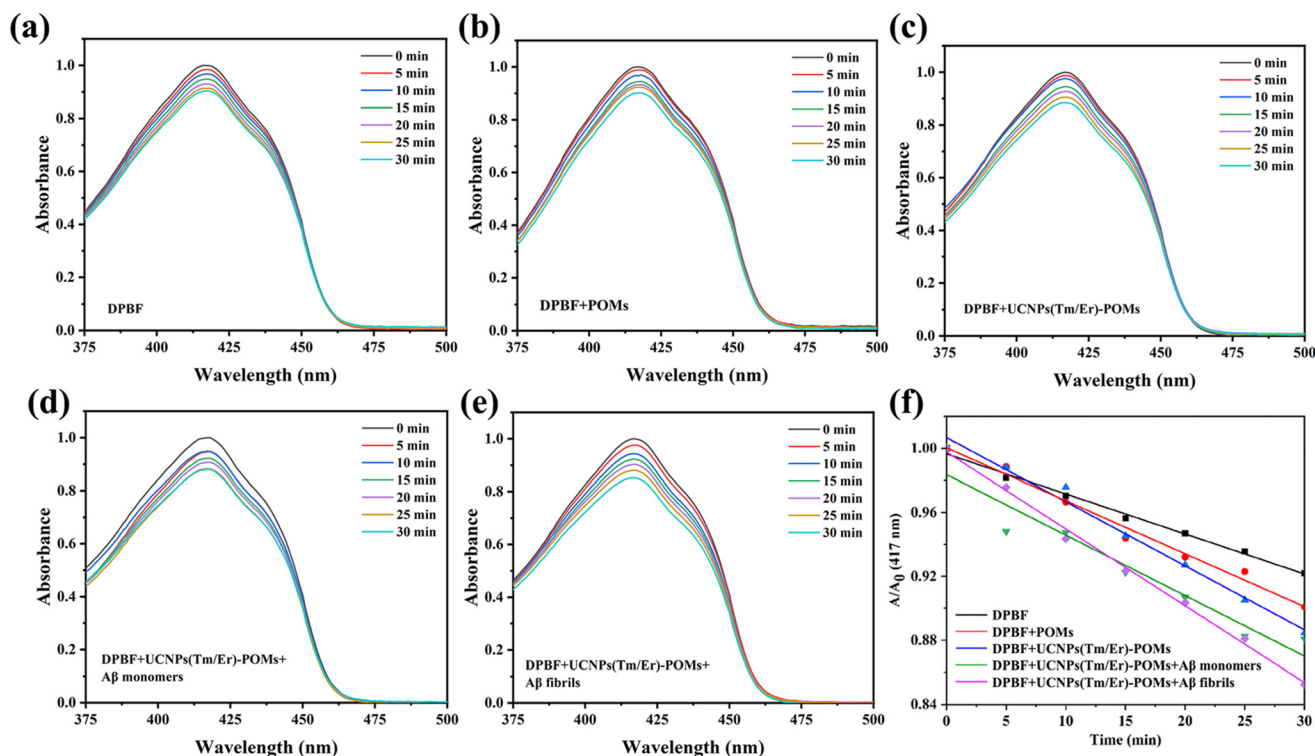 (a)
1.0
0.8
0.6
0.4
0.2
0.0
Absorbance
0 min
5 min
10 min
15 min
20 min
25 min
30 min
DPBF
375 400 425 450 475 500
Wavelength (nm)
(b)
1.0
0.8
0.6
0.4
0.2
0.0
Absorbance
0 min
5 min
10 min
15 min
20 min
25 min
30 min
DPBF+POMs
375 400 425 450 475 500
Wavelength (nm)
(c)
1.0
0.8
0.6
0.4
0.2
0.0
Absorbance
0 min
5 min
10 min
15 min
20 min
25 min
30 min
DPBF+UCNPs(Tm/Er)-POMs
375 400 425 450 475 500
Wavelength (nm)
(d)
1.0
0.8
0.6
0.4
0.2
0.0
Absorbance
0 min
5 min
10 min
15 min
20 min
25 min
30 min
DPBF+UCNPs(Tm/Er)-POMs+
Aβ monomers
375 400 425 450 475 500
Wavelength (nm)
(e)
1.0
0.8
0.6
0.4
0.2
0.0
Absorbance
0 min
5 min
10 min
15 min
20 min
25 min
30 min
DPBF+UCNPs(Tm/Er)-POMs+
Aβ fibrils
375 400 425 450 475 500
Wavelength (nm)
(f)
1.00
0.96
0.92
0.88
0.84
A/A0 (417 nm)
DPBF
DPBF+POMs
DPBF+UCNPs(Tm/Er)-POMs
DPBF+UCNPs(Tm/Er)-POMs+Aβ monomers
DPBF+UCNPs(Tm/Er)-POMs+Aβ fibrils
0 5 10 15 20 25 30
Time (min)